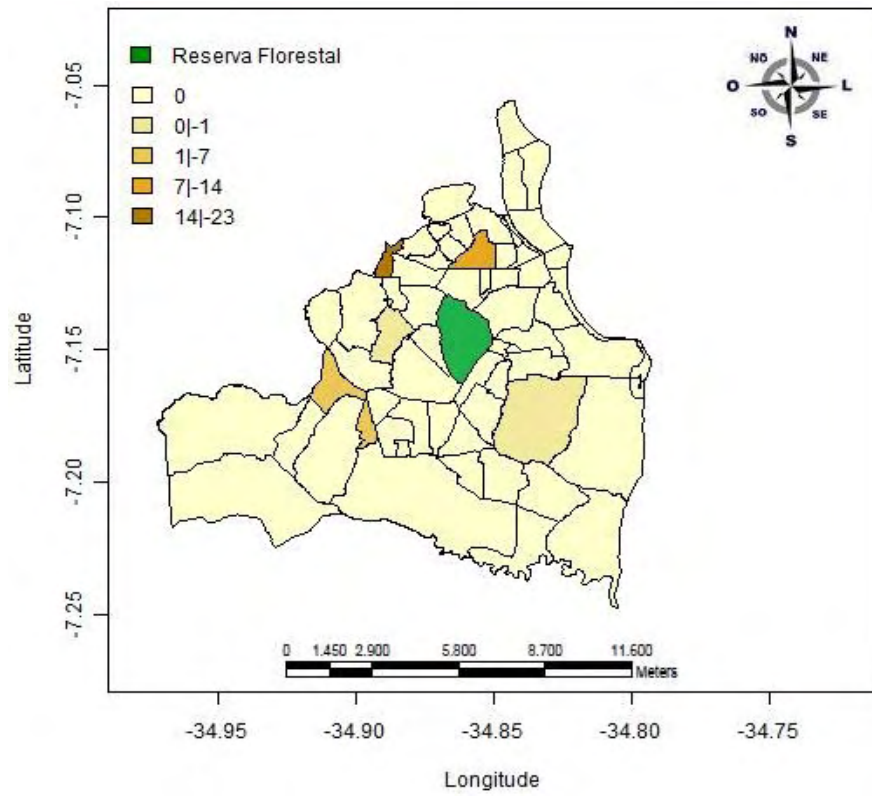 Reserva Florestal
0
0|-1
1|-7
7|-14
14|-23
N
NO NE
O L
SO SE
S
Latitude
-7.05
-7.10
-7.15
-7.20
-7.25
0 1.450 2.900 5.800 8.700 11.600
Meters
-34.95 -34.90 -34.85 -34.80 -34.75
Longitude